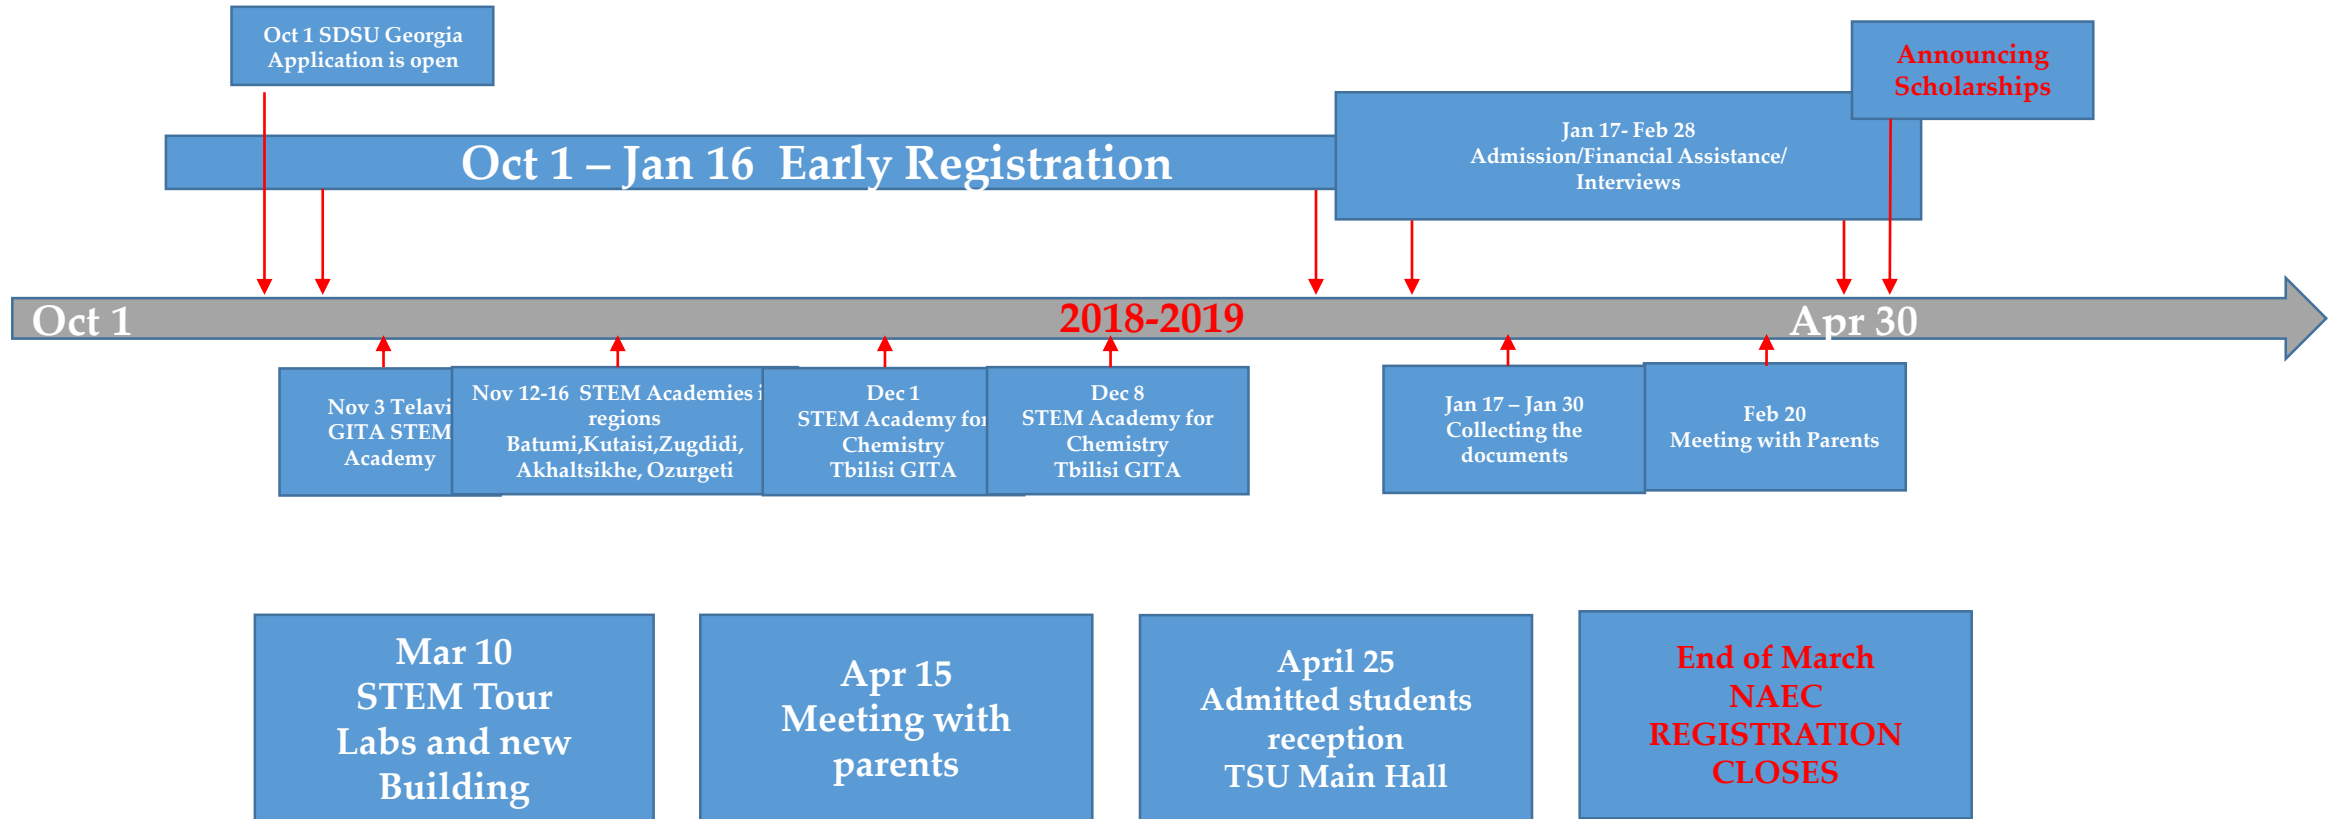 Oct 1 SDSU Georgia
Application is open
Announcing
Scholarships
Oct 1 – Jan 16 Early Registration
Jan 17- Feb 28
Admission/Financial Assistance/
Interviews
Oct 1
2018-2019
Apr 30
Nov 3 Telavi
GITA STEM
Academy
Nov 12-16 STEM Academies i
regions
Batumi,Kutaisi,Zugdidi,
Akhaltsikhe, Ozurgeti
Dec 1
STEM Academy for
Chemistry
Tbilisi GITA
Dec 8
STEM Academy for
Chemistry
Tbilisi GITA
Jan 17 – Jan 30
Collecting the
documents
Feb 20
Meeting with Parents
Mar 10
STEM Tour
Labs and new
Building
Apr 15
Meeting with
parents
April 25
Admitted students
reception
TSU Main Hall
End of March
NAEC
REGISTRATION
CLOSES